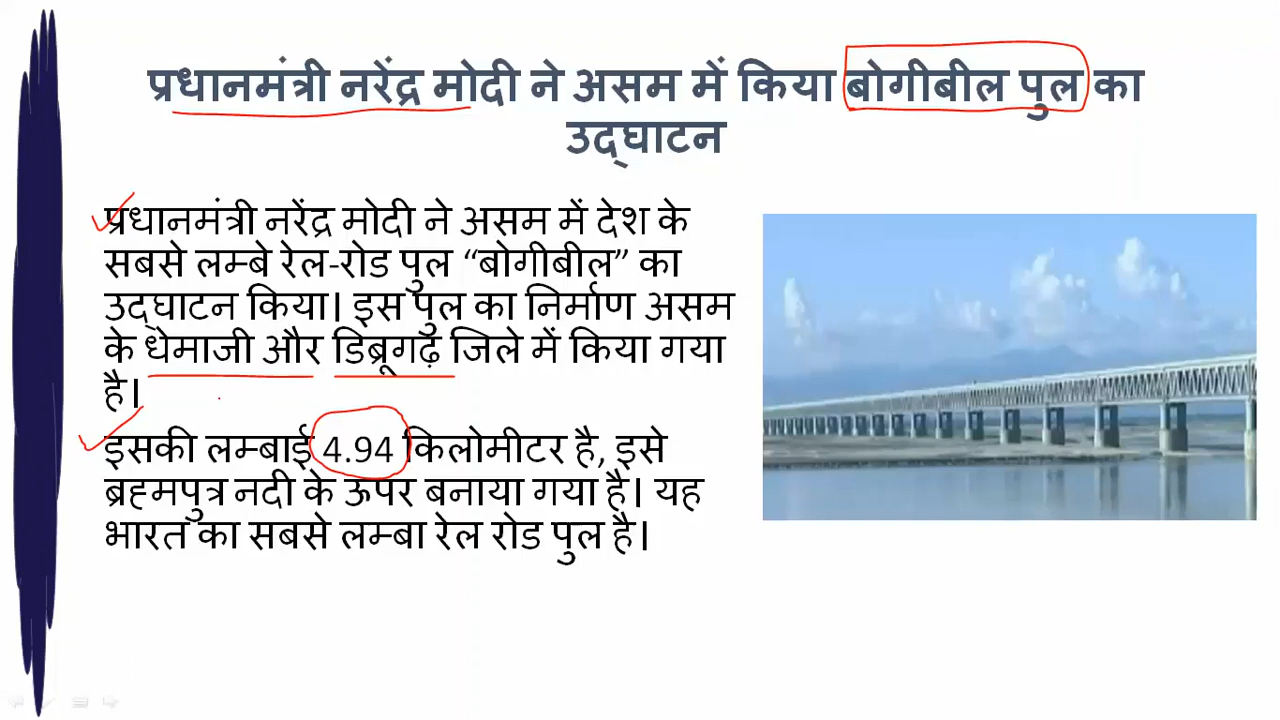 प्रधानमंत्री नरेंद्र मोदी ने असम में किया बोगीबील पुल का
उद्घाटन
प्रधानमंत्री नरेंद्र मोदी ने असम में देश के
सबसे लम्बे रेल-रोड पुल “बोगीबील” का
उद्घाटन किया। इस पुल का निर्माण असम
के धेमाजी और डिब्रूगढ़ जिले में किया गया
है।
इसकी लम्बाई 4.94 किलोमीटर है, इसे
ब्रह्मपुत्र नदी के ऊपर बनाया गया है। यह
भारत का सबसे लम्बा रेल रोड पुल है।